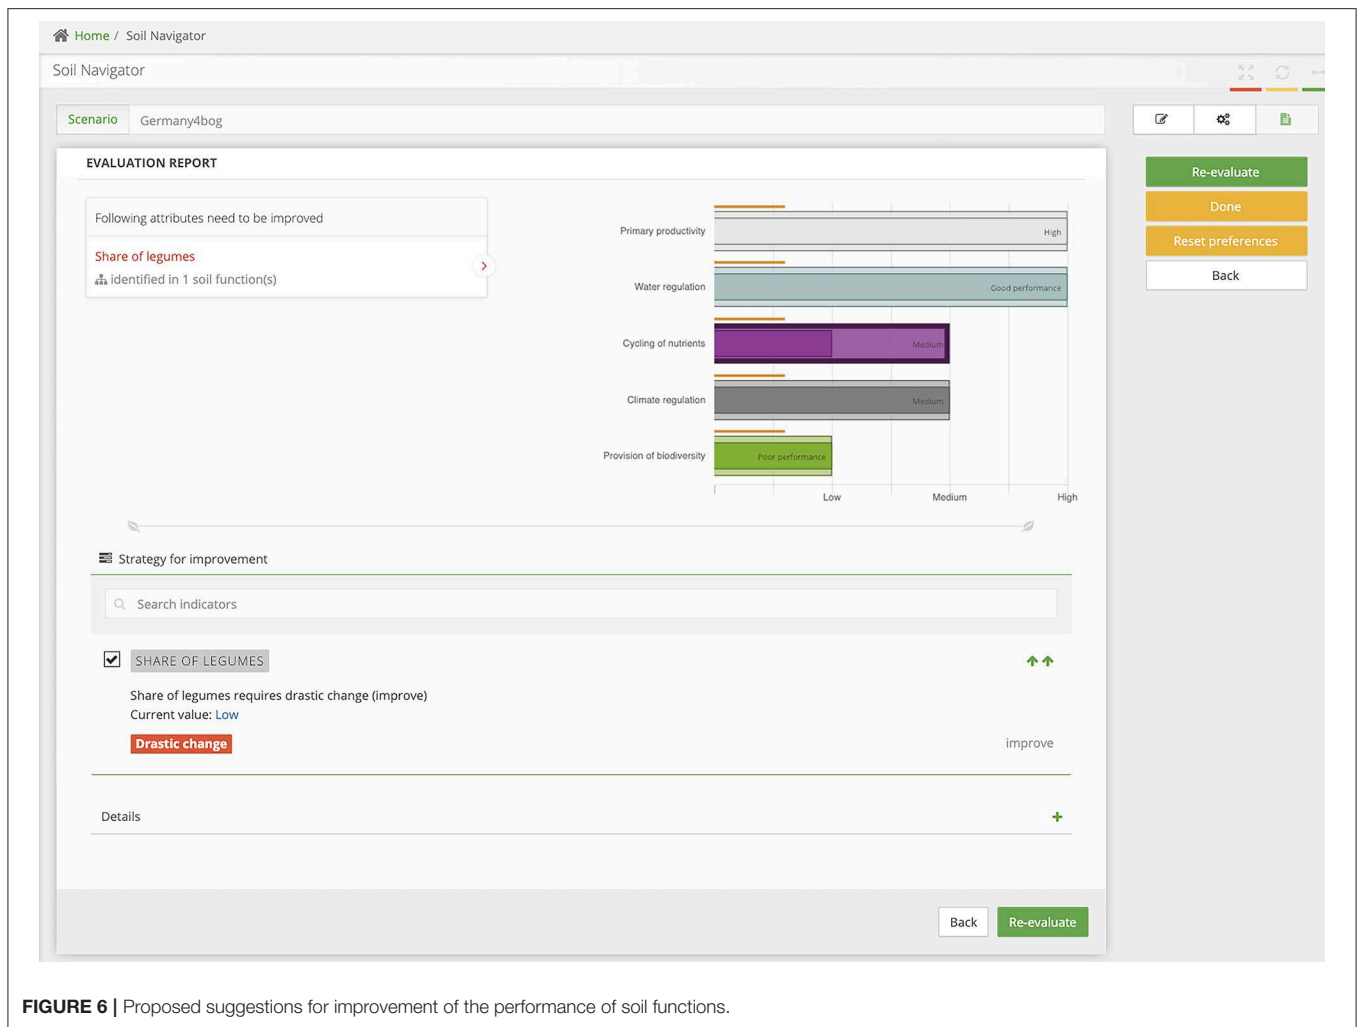 Home / Soil Navigator
Soil Navigator
Scenario Germany4bog
EVALUATION REPORT
Re-evaluate
Done
Reset preferences
Back
Following attributes need to be improved
Share of legumes
identified in 1 soil function(s)
Primary productivity High
Water regulation Good performance
Cycling of nutrients Medium
Climate regulation Medium
Provision of biodiversity Poor performance
Low Medium High
Strategy for improvement
Search indicators
SHARE OF LEGUMES
Share of legumes requires drastic change (improve)
Current value: Low
Drastic change improve
Details
Back Re-evaluate
FIGURE 6 | Proposed suggestions for improvement of the performance of soil functions.